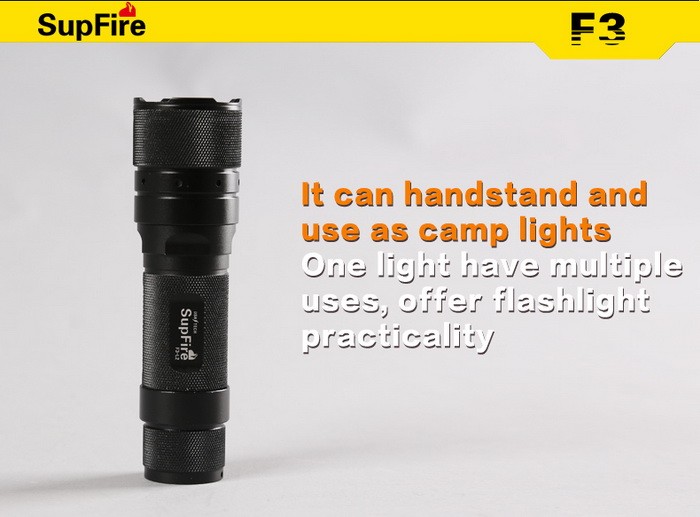 SupFire
F3
It can handstand and
use as camp lights
One light have multiple
uses, offer flashlight
practicality
SupFire